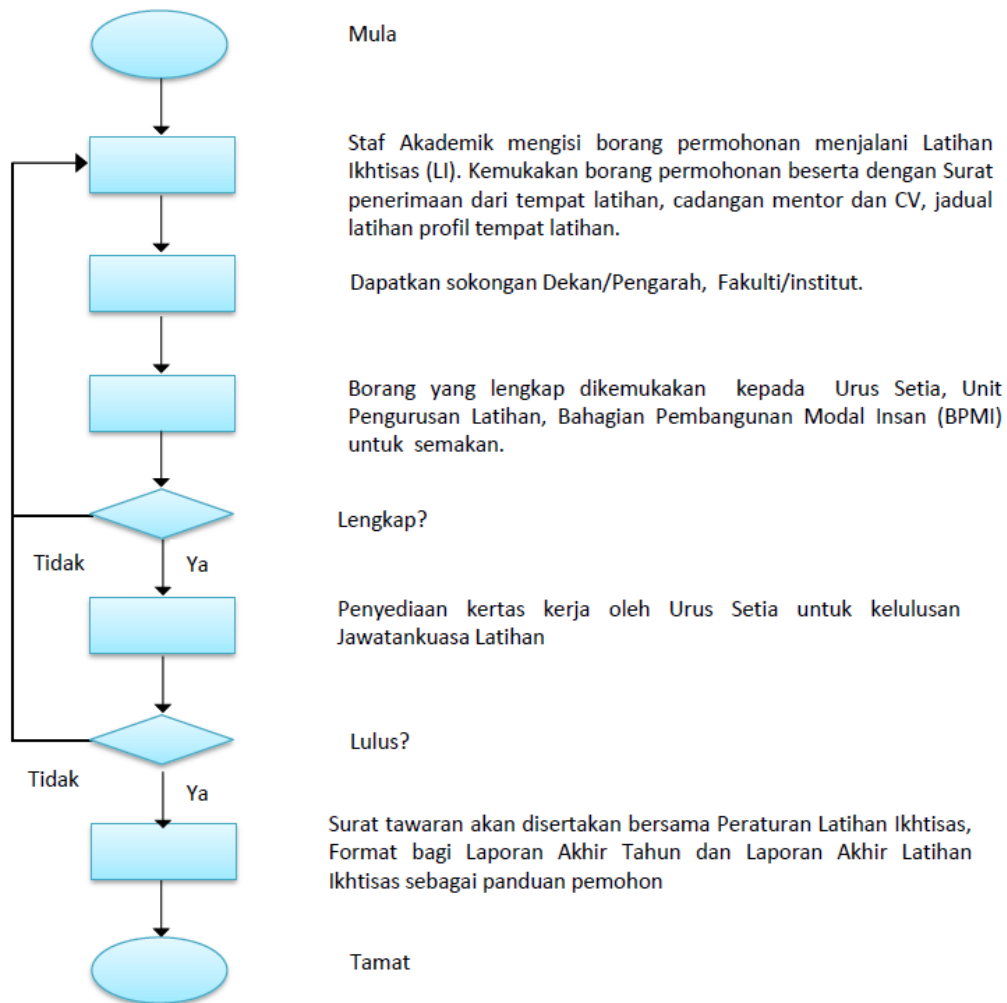 Mula
Staf Akademik mengisi borang permohonan menjalani Latihan
Ikhtisas (LI). Kemukakan borang permohonan beserta dengan Surat
penerimaan dari tempat latihan, cadangan mentor dan CV, jadual
latihan profil tempat latihan.
Dapatkan sokongan Dekan/Pengarah, Fakulti/institut.
Borang yang lengkap dikemukakan kepada Urus Setia, Unit
Pengurusan Latihan, Bahagian Pembangunan Modal Insan (BPMI)
untuk semakan.
Lengkap?
Tidak
Ya
Penyediaan kertas kerja oleh Urus Setia untuk kelulusan
Jawatankuasa Latihan
Lulus?
Tidak
Ya
Surat tawaran akan disertakan bersama Peraturan Latihan Ikhtisas,
Format bagi Laporan Akhir Tahun dan Laporan Akhir Latihan
Ikhtisas sebagai panduan pemohon
Tamat